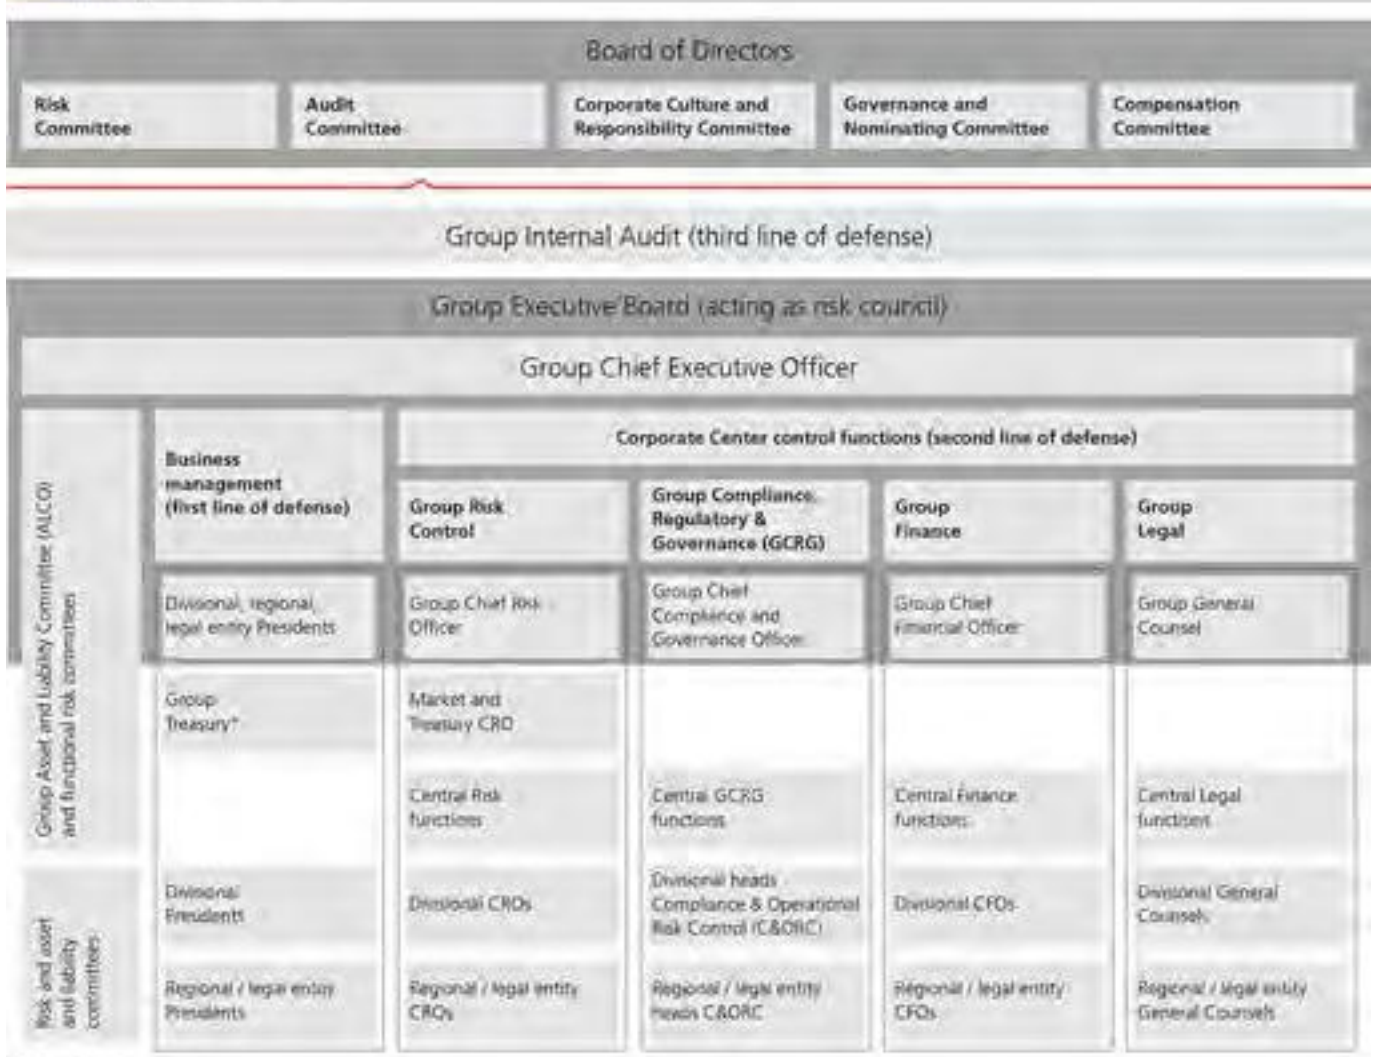 Board of Directors
Risk
Committee
Audit
Committee
Corporate Culture and
Responsibility Committee
Governance and
Nominating Committee
Compensation
Committee
Group Internal Audit (third line of defense)
Group Executive Board (acting as risk council)
Group Chief Executive Officer
Group Asset and Liability Committee (ALCO)
and functional risk committees
Business
management
(first line of defense)
Corporate Center control functions (second line of defense)
Group Risk
Control
Group Compliance,
Regulatory &
Governance (GCRG)
Group
Finance
Group
Legal
Divisional, regional,
legal entity Presidents
Group Chief Risk
Officer
Group Chief
Compliance and
Governance Officer
Group Chief
Financial Officer
Group General
Counsel
Group
Treasury*
Market and
Treasury CRO
Central Risk
functions
Central GCRG
functions
Central Finance
functions
Central Legal
functions
Risk and asset
and liability
committees
Divisional
Presidents
Divisional CROs
Divisional heads
Compliance & Operational
Risk Control (C&ORC)
Divisional CFOs
Divisional General
Counsels
Regional / legal entity
Presidents
Regional / legal entity
CROs
Regional / legal entity
heads C&ORC
Regional / legal entity
CFOs
Regional / legal entity
General Counsels